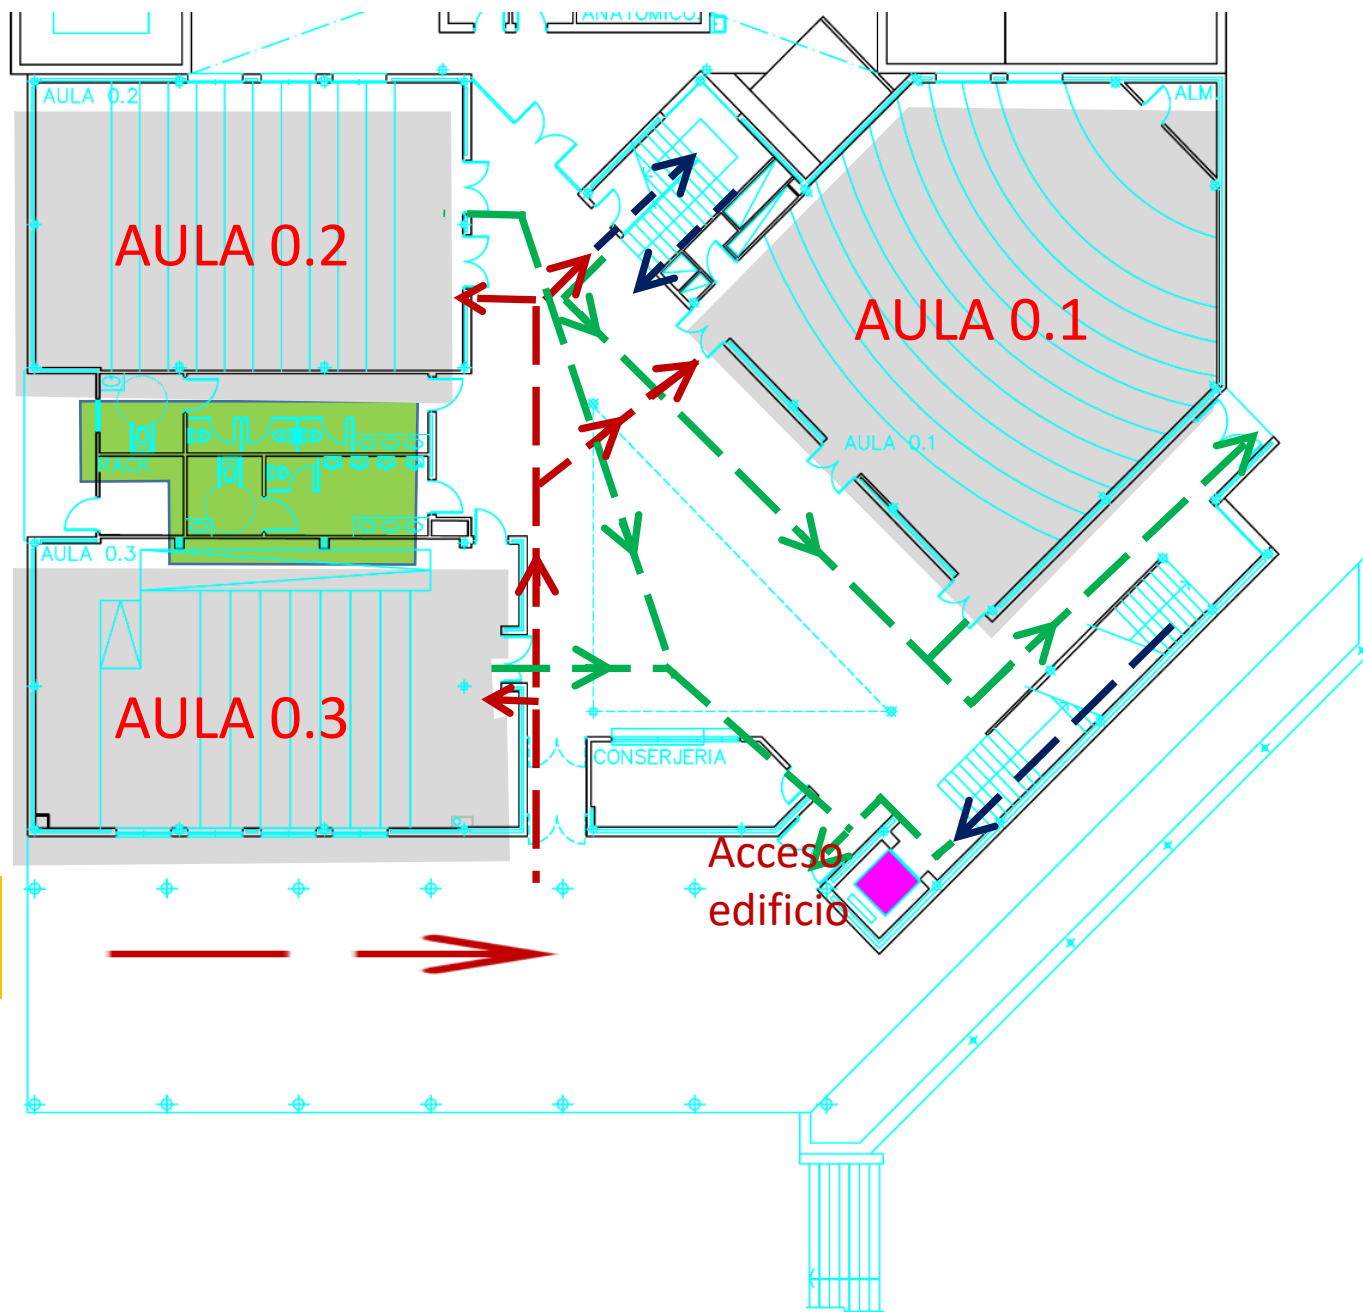 ANATOMICO.
AULA 0.2
ALM.
AULA 0.2
AULA 0.1
AULA 0.1
RACK
AULA 0.3
AULA 0.3
CONSERJERIA
Acceso
edificio